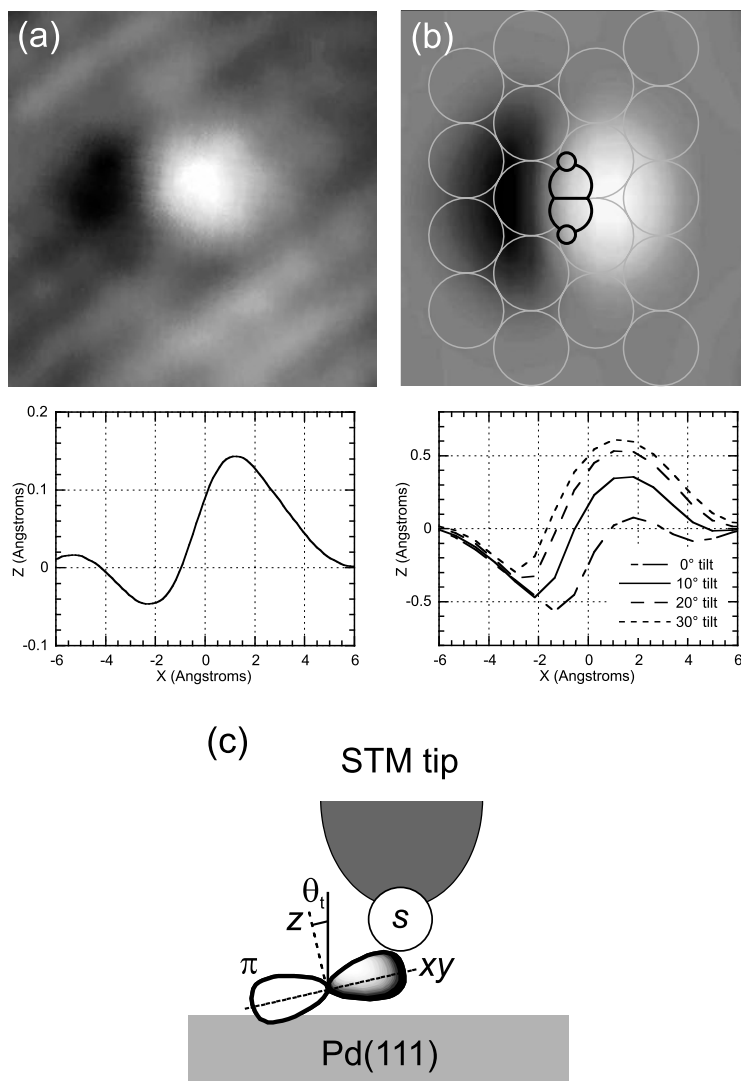 (a)
(b)
0.2
0.1
0
-0.1
Z (Angstroms)
-6 -4 -2 0 2 4 6
X (Angstroms)
0.5
0
-0.5
Z (Angstroms)
0° tilt
10° tilt
20° tilt
30° tilt
-6 -4 -2 0 2 4 6
X (Angstroms)
(c)
STM tip
θt
z
s
π
xy
Pd(111)